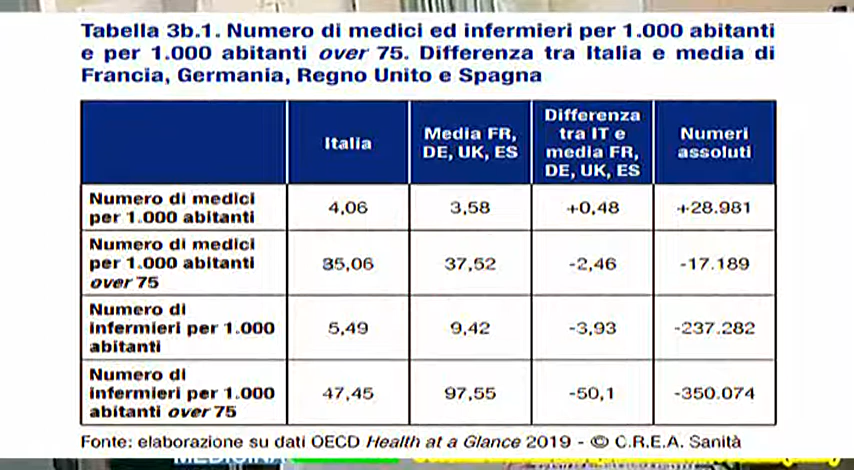 Tabella 3b.1. Numero di medici ed infermieri per 1.000 abitanti
e per 1.000 abitanti over 75. Differenza tra Italia e media di
Francia, Germania, Regno Unito e Spagna
Italia
Media FR,
DE, UK, ES
Differenza
tra IT e
media FR,
DE, UK, ES
Numeri
assoluti
Numero di medici
per 1.000 abitanti
4,06
3,58
+0,48
+28.981
Numero di medici
per 1.000 abitanti
over 75
35,06
37,52
-2,46
-17.189
Numero di
infermieri per 1.000
abitanti
5,49
9,42
-3,93
-237.282
Numero di
infermieri per 1.000
abitanti over 75
47,45
97,55
-50,1
-350.074
Fonte: elaborazione su dati OECD Health at a Glance 2019 - © C.R.E.A. Sanità